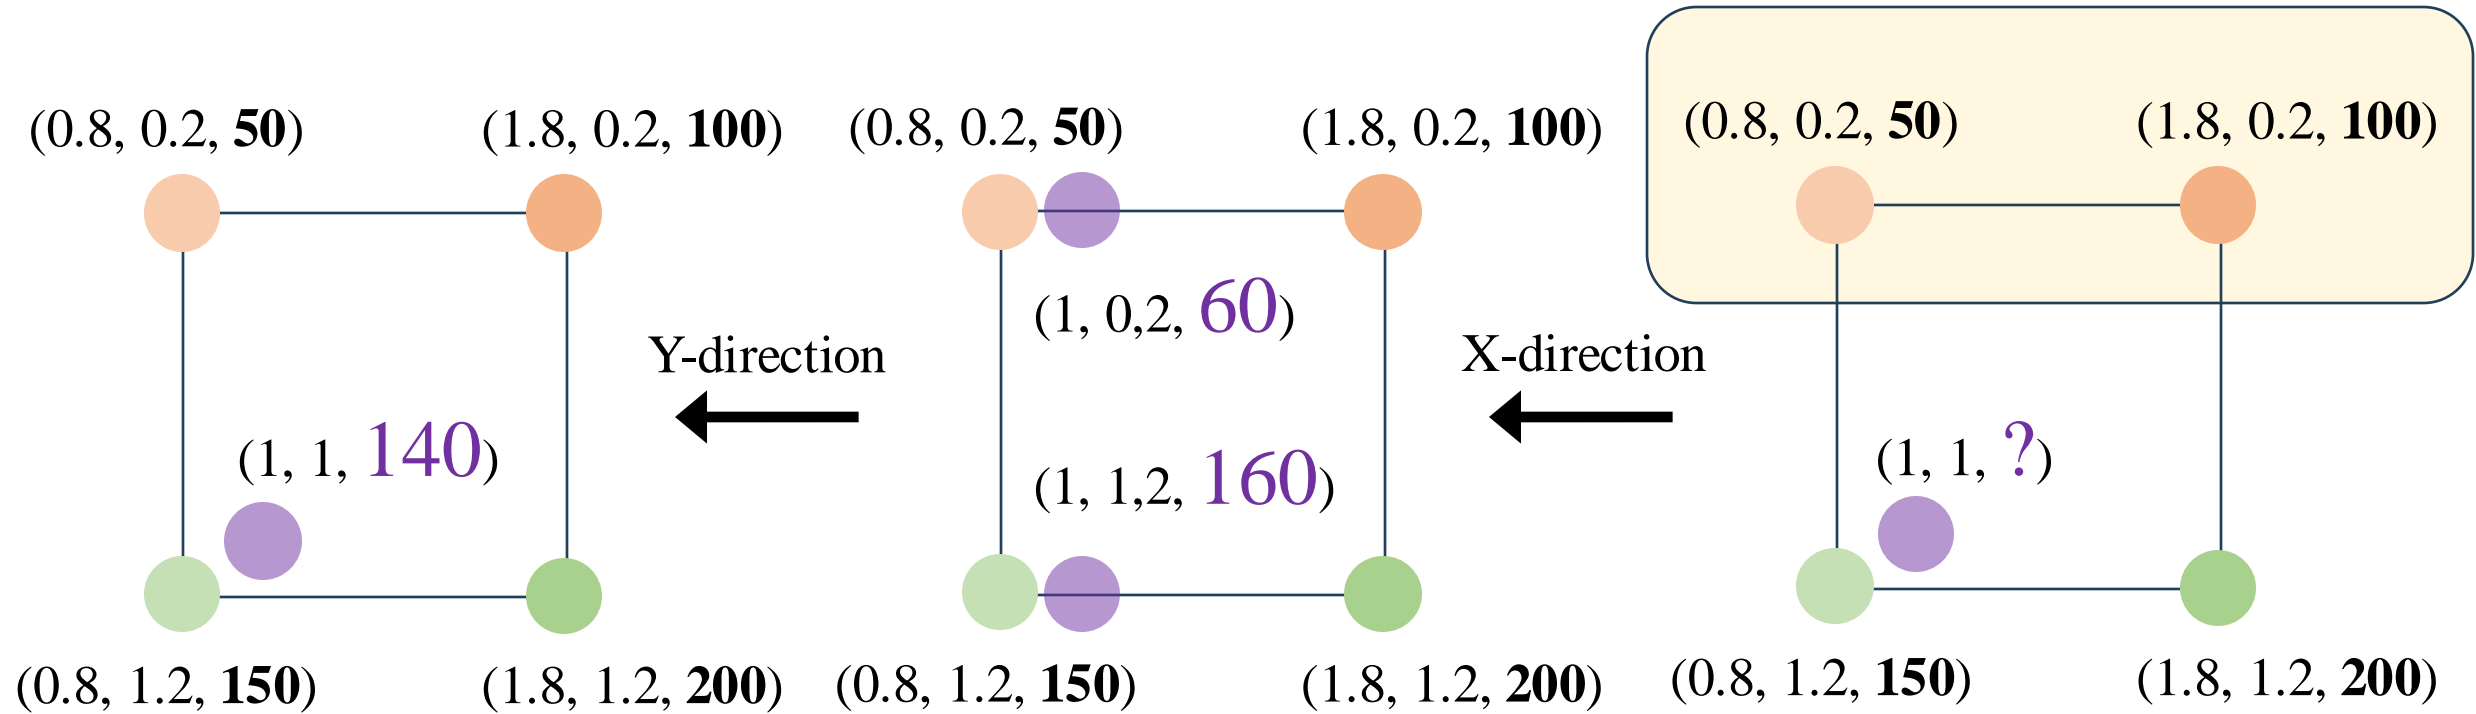 (0.8, 0.2, 50)
(1.8, 0.2, 100)
(0.8, 0.2, 50)
(1.8, 0.2, 100)
(0.8, 0.2, 50)
(1.8, 0.2, 100)
(1, 0,2, 60)
Y-direction
X-direction
(1, 1, 140)
(1, 1,2, 160)
(1, 1, ?)
(0.8, 1.2, 150)
(1.8, 1.2, 200)
(0.8, 1.2, 150)
(1.8, 1.2, 200)
(0.8, 1.2, 150)
(1.8, 1.2, 200)